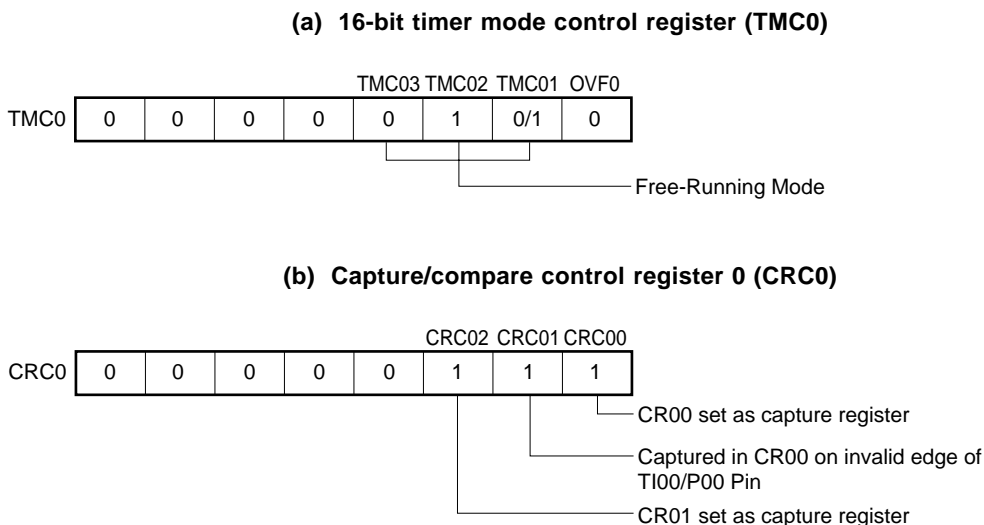 (a) 16-bit timer mode control register (TMC0)
TMC03 TMC02 TMC01 OVF0
TMC0 0 0 0 0 0 1 0/1 0
Free-Running Mode
(b) Capture/compare control register 0 (CRC0)
CRC02 CRC01 CRC00
CRC0 0 0 0 0 0 1 1 1
CR00 set as capture register
Captured in CR00 on invalid edge of
TI00/P00 Pin
CR01 set as capture register